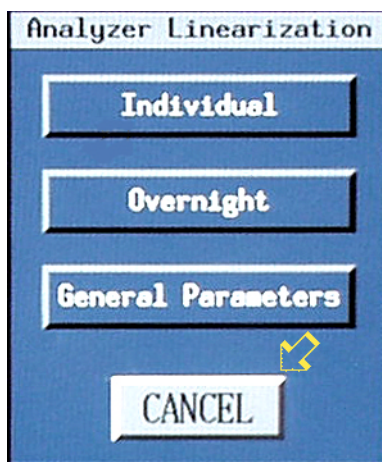 Analyzer Linearization
Individual
Overnight
General Parameters
CANCEL